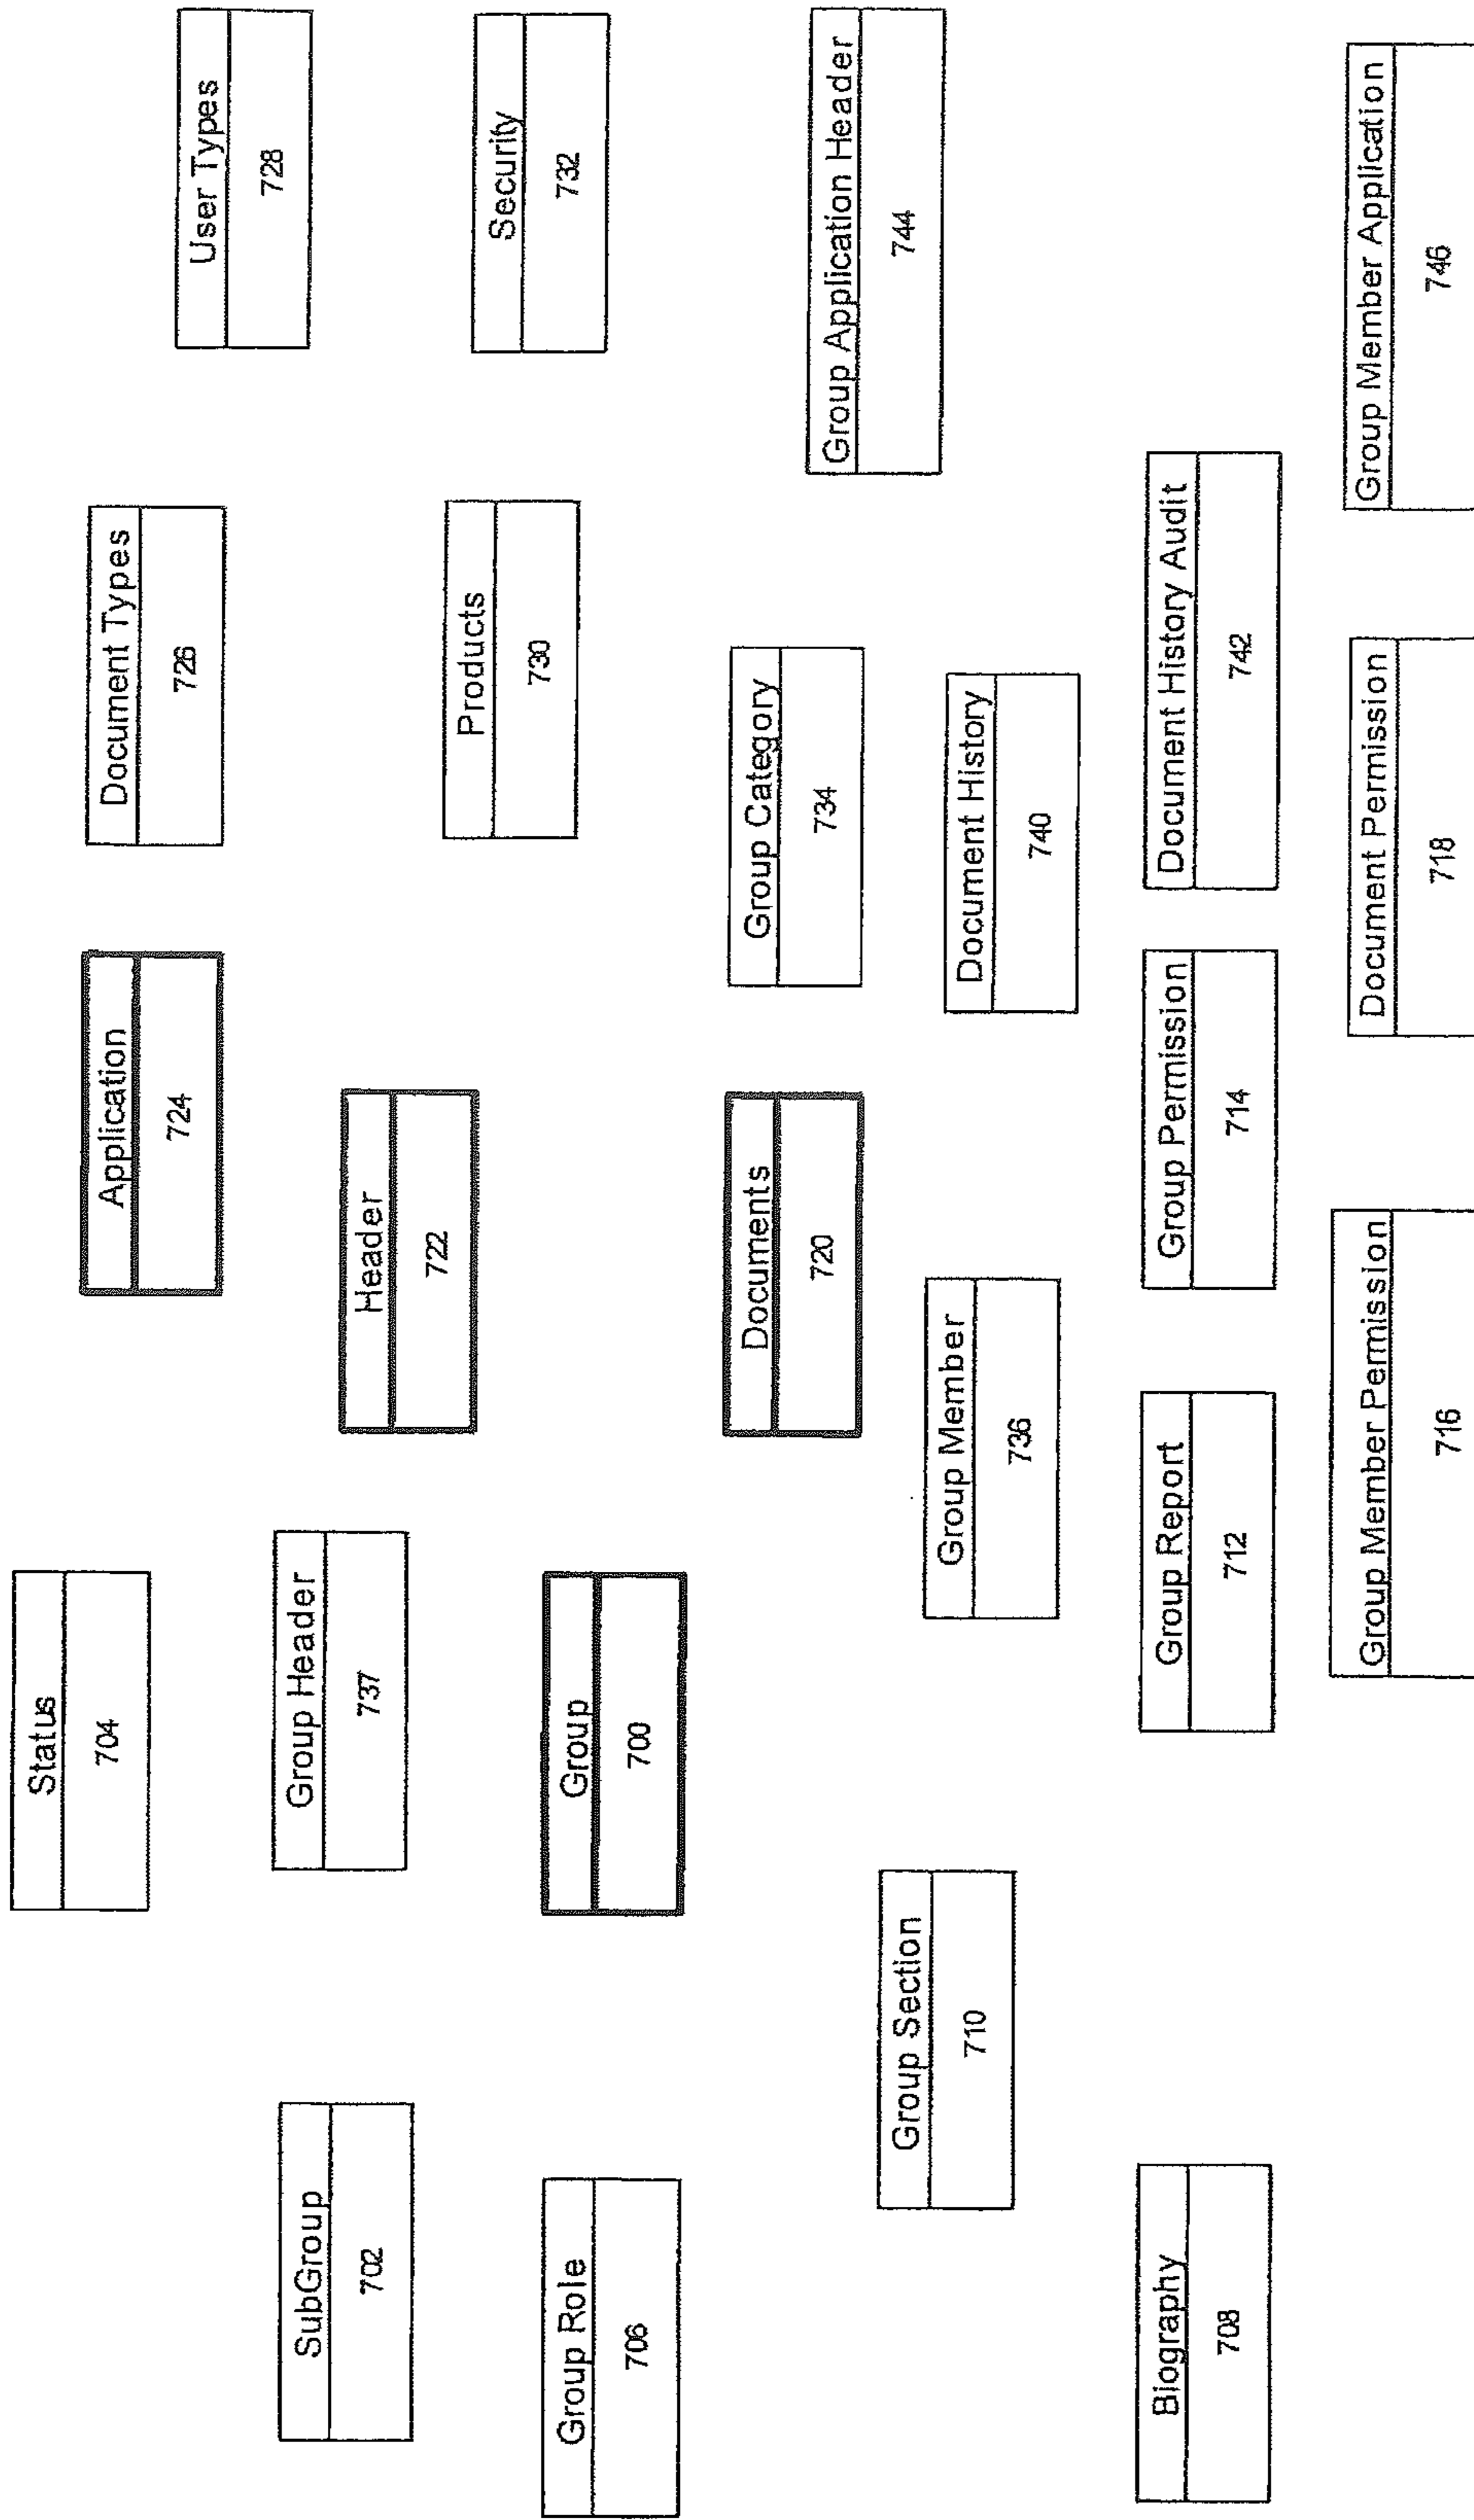 Status
704
Application
724
Document Types
726
User Types
728
SubGroup
702
Group Header
737
Header
722
Products
730
Security
732
Group Role
706
Group
700
Documents
720
Group Category
734
Group Application Header
744
Group Section
710
Group Member
736
Document History
740
Biography
708
Group Report
712
Group Permission
714
Document History Audit
742
Group Member Permission
716
Document Permission
718
Group Member Application
746